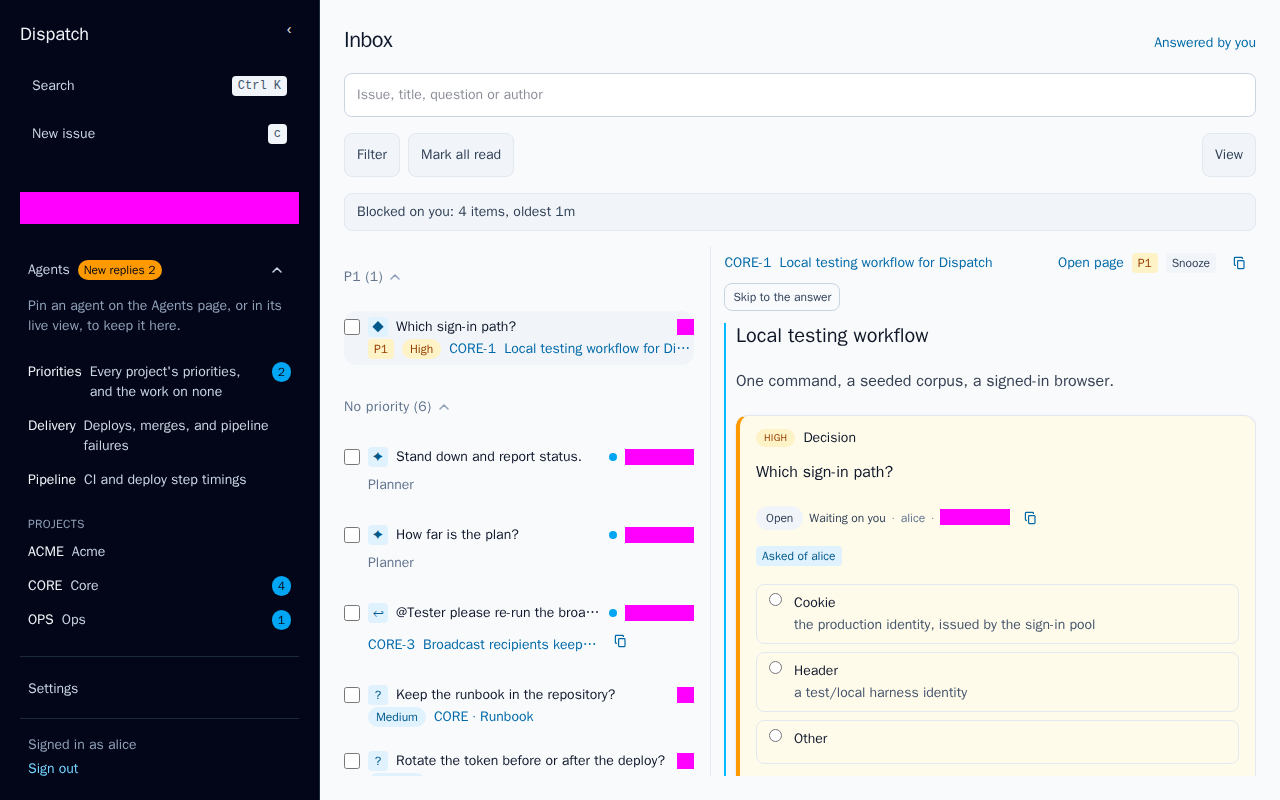 Dispatch
Search Ctrl K
New issue C
Agents New replies 2
Pin an agent on the Agents page, or in its
live view, to keep it here.
Priorities Every project's priorities,
and the work on none 2
Delivery Deploys, merges, and pipeline
failures
Pipeline CI and deploy step timings
PROJECTS
ACME Acme
CORE Core 4
OPS Ops 1
Settings
Signed in as alice
Sign out
Inbox
Answered by you
Issue, title, question or author
Filter Mark all read View
Blocked on you: 4 items, oldest 1m
P1 (1)
Which sign-in path?
P1 High CORE-1 Local testing workflow for Di…
No priority (6)
Stand down and report status.
Planner
How far is the plan?
Planner
@Tester please re-run the broa…
CORE-3 Broadcast recipients keep…
? Keep the runbook in the repository?
Medium CORE · Runbook
? Rotate the token before or after the deploy?
CORE-1 Local testing workflow for Dispatch Open page P1 Snooze
Skip to the answer
Local testing workflow
One command, a seeded corpus, a signed-in browser.
HIGH Decision
Which sign-in path?
Open Waiting on you · alice ·
Asked of alice
Cookie
the production identity, issued by the sign-in pool
Header
a test/local harness identity
Other